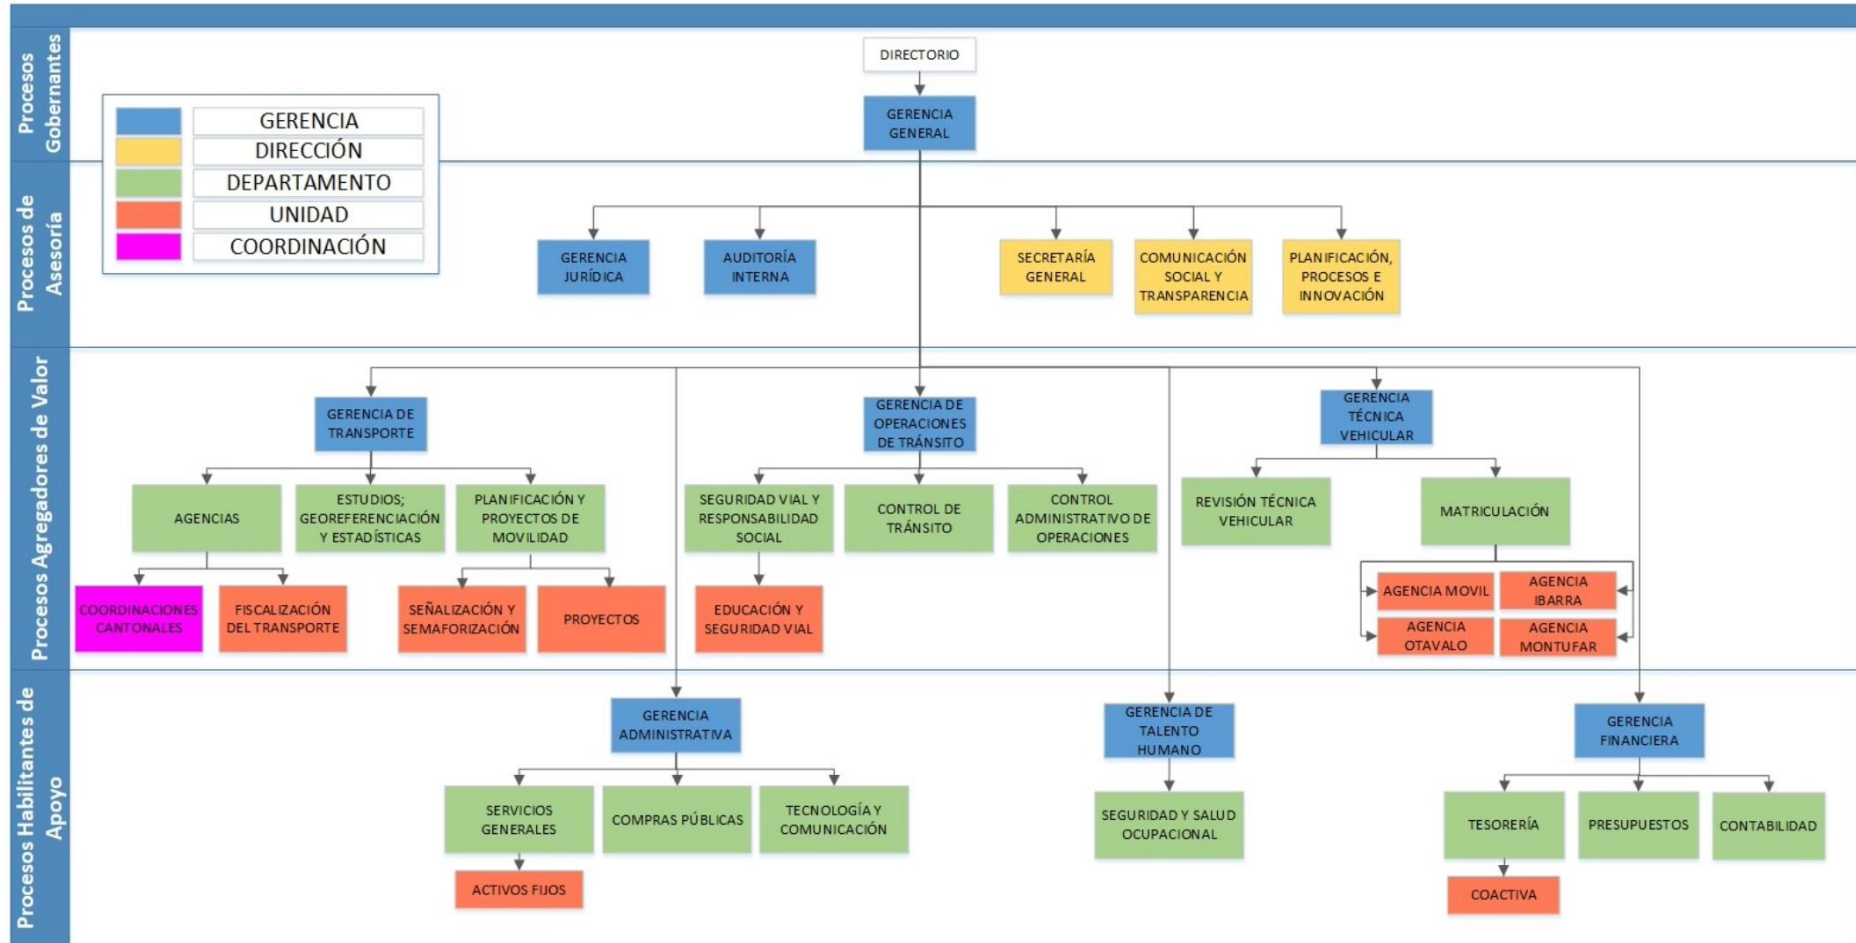 Procesos
Gobernantes
DIRECTORIO
GERENCIA
GENERAL
GERENCIA
DIRECCIÓN
DEPARTAMENTO
UNIDAD
COORDINACIÓN
Procesos de
Asesoría
GERENCIA
JURÍDICA
AUDITORÍA
INTERNA
SECRETARÍA
GENERAL
COMUNICACIÓN
SOCIAL Y
TRANSPARENCIA
PLANIFICACIÓN,
PROCESOS E
INNOVACIÓN
Procesos Agregadores de Valor
GERENCIA DE
TRANSPORTE
GERENCIA DE
OPERACIONES
DE TRÁNSITO
GERENCIA
TÉCNICA
VEHICULAR
AGENCIAS
ESTUDIOS;
GEOREFERENCIACIÓN
Y ESTADÍSTICAS
PLANIFICACIÓN Y
PROYECTOS DE
MOVILIDAD
SEGURIDAD VIAL Y
RESPONSABILIDAD
SOCIAL
CONTROL DE
TRÁNSITO
CONTROL
ADMINISTRATIVO DE
OPERACIONES
REVISIÓN TÉCNICA
VEHICULAR
MATRICULACIÓN
COORDINACIONES
CANTONALES
FISCALIZACIÓN
DEL TRANSPORTE
SEÑALIZACIÓN Y
SEMAFORIZACIÓN
PROYECTOS
EDUCACIÓN Y
SEGURIDAD VIAL
AGENCIA MOVIL
AGENCIA
IBARRA
AGENCIA
OTAVALO
AGENCIA
MONTUFAR
Procesos Habilitantes de
Apoyo
GERENCIA
ADMINISTRATIVA
GERENCIA DE
TALENTO
HUMANO
GERENCIA
FINANCIERA
SERVICIOS
GENERALES
COMPRAS PÚBLICAS
TECNOLOGÍA Y
COMUNICACIÓN
SEGURIDAD Y SALUD
OCUPACIONAL
TESORERÍA
PRESUPUESTOS
CONTABILIDAD
ACTIVOS FIJOS
COACTIVA